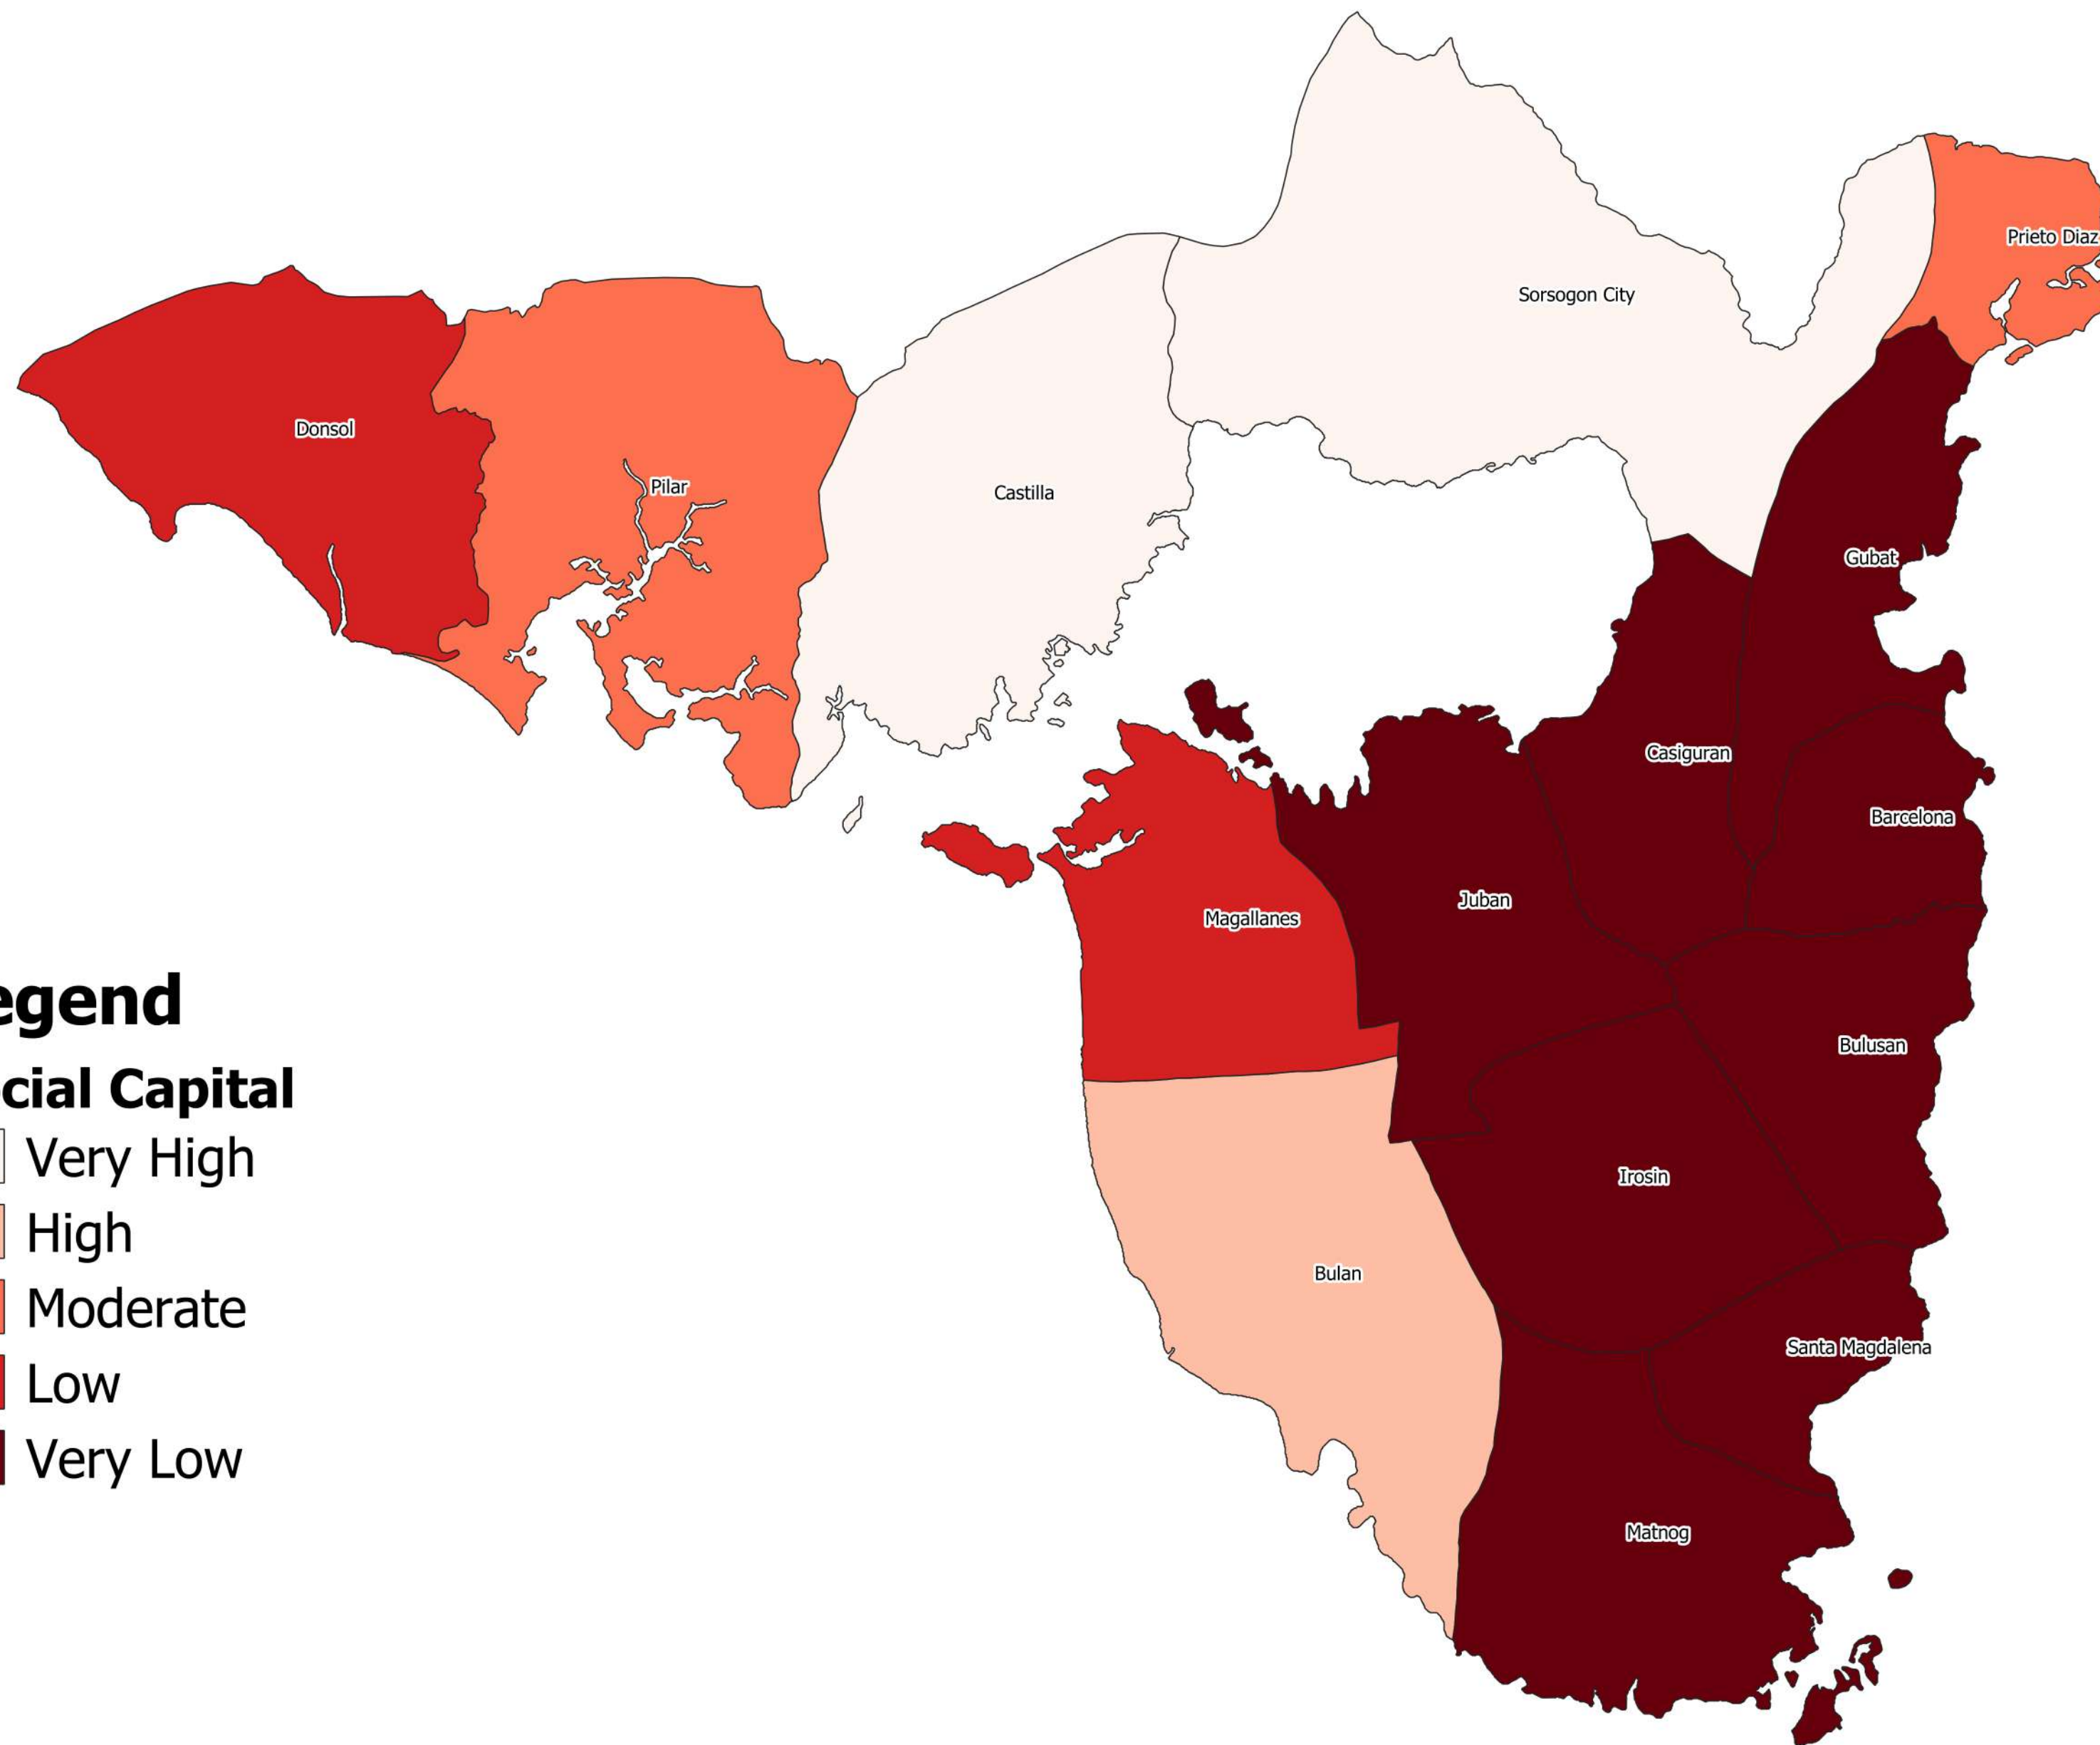 Prieto Diaz
Sorsogon City
Donsol
Pilar
Castilla
Gubat
Casiguran
Barcelona
Juban
Magallanes
egend
Bulusan
cial Capital
Very High
Irosin
High
Bulan
Moderate
Santa Magdalena
Low
Very Low
Matnog